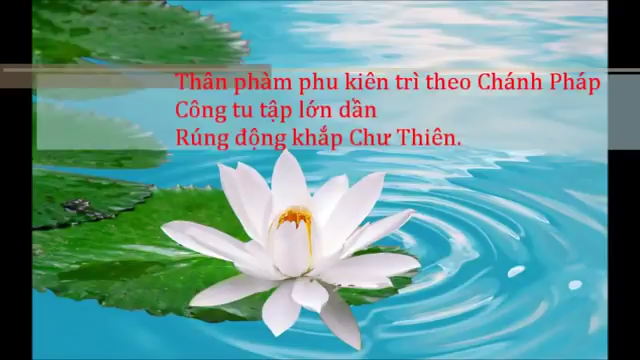 Thân phàm phu kiên trì theo Chánh Pháp
Công tu tập lớn dần
Rúng động khắp Chư Thiên.